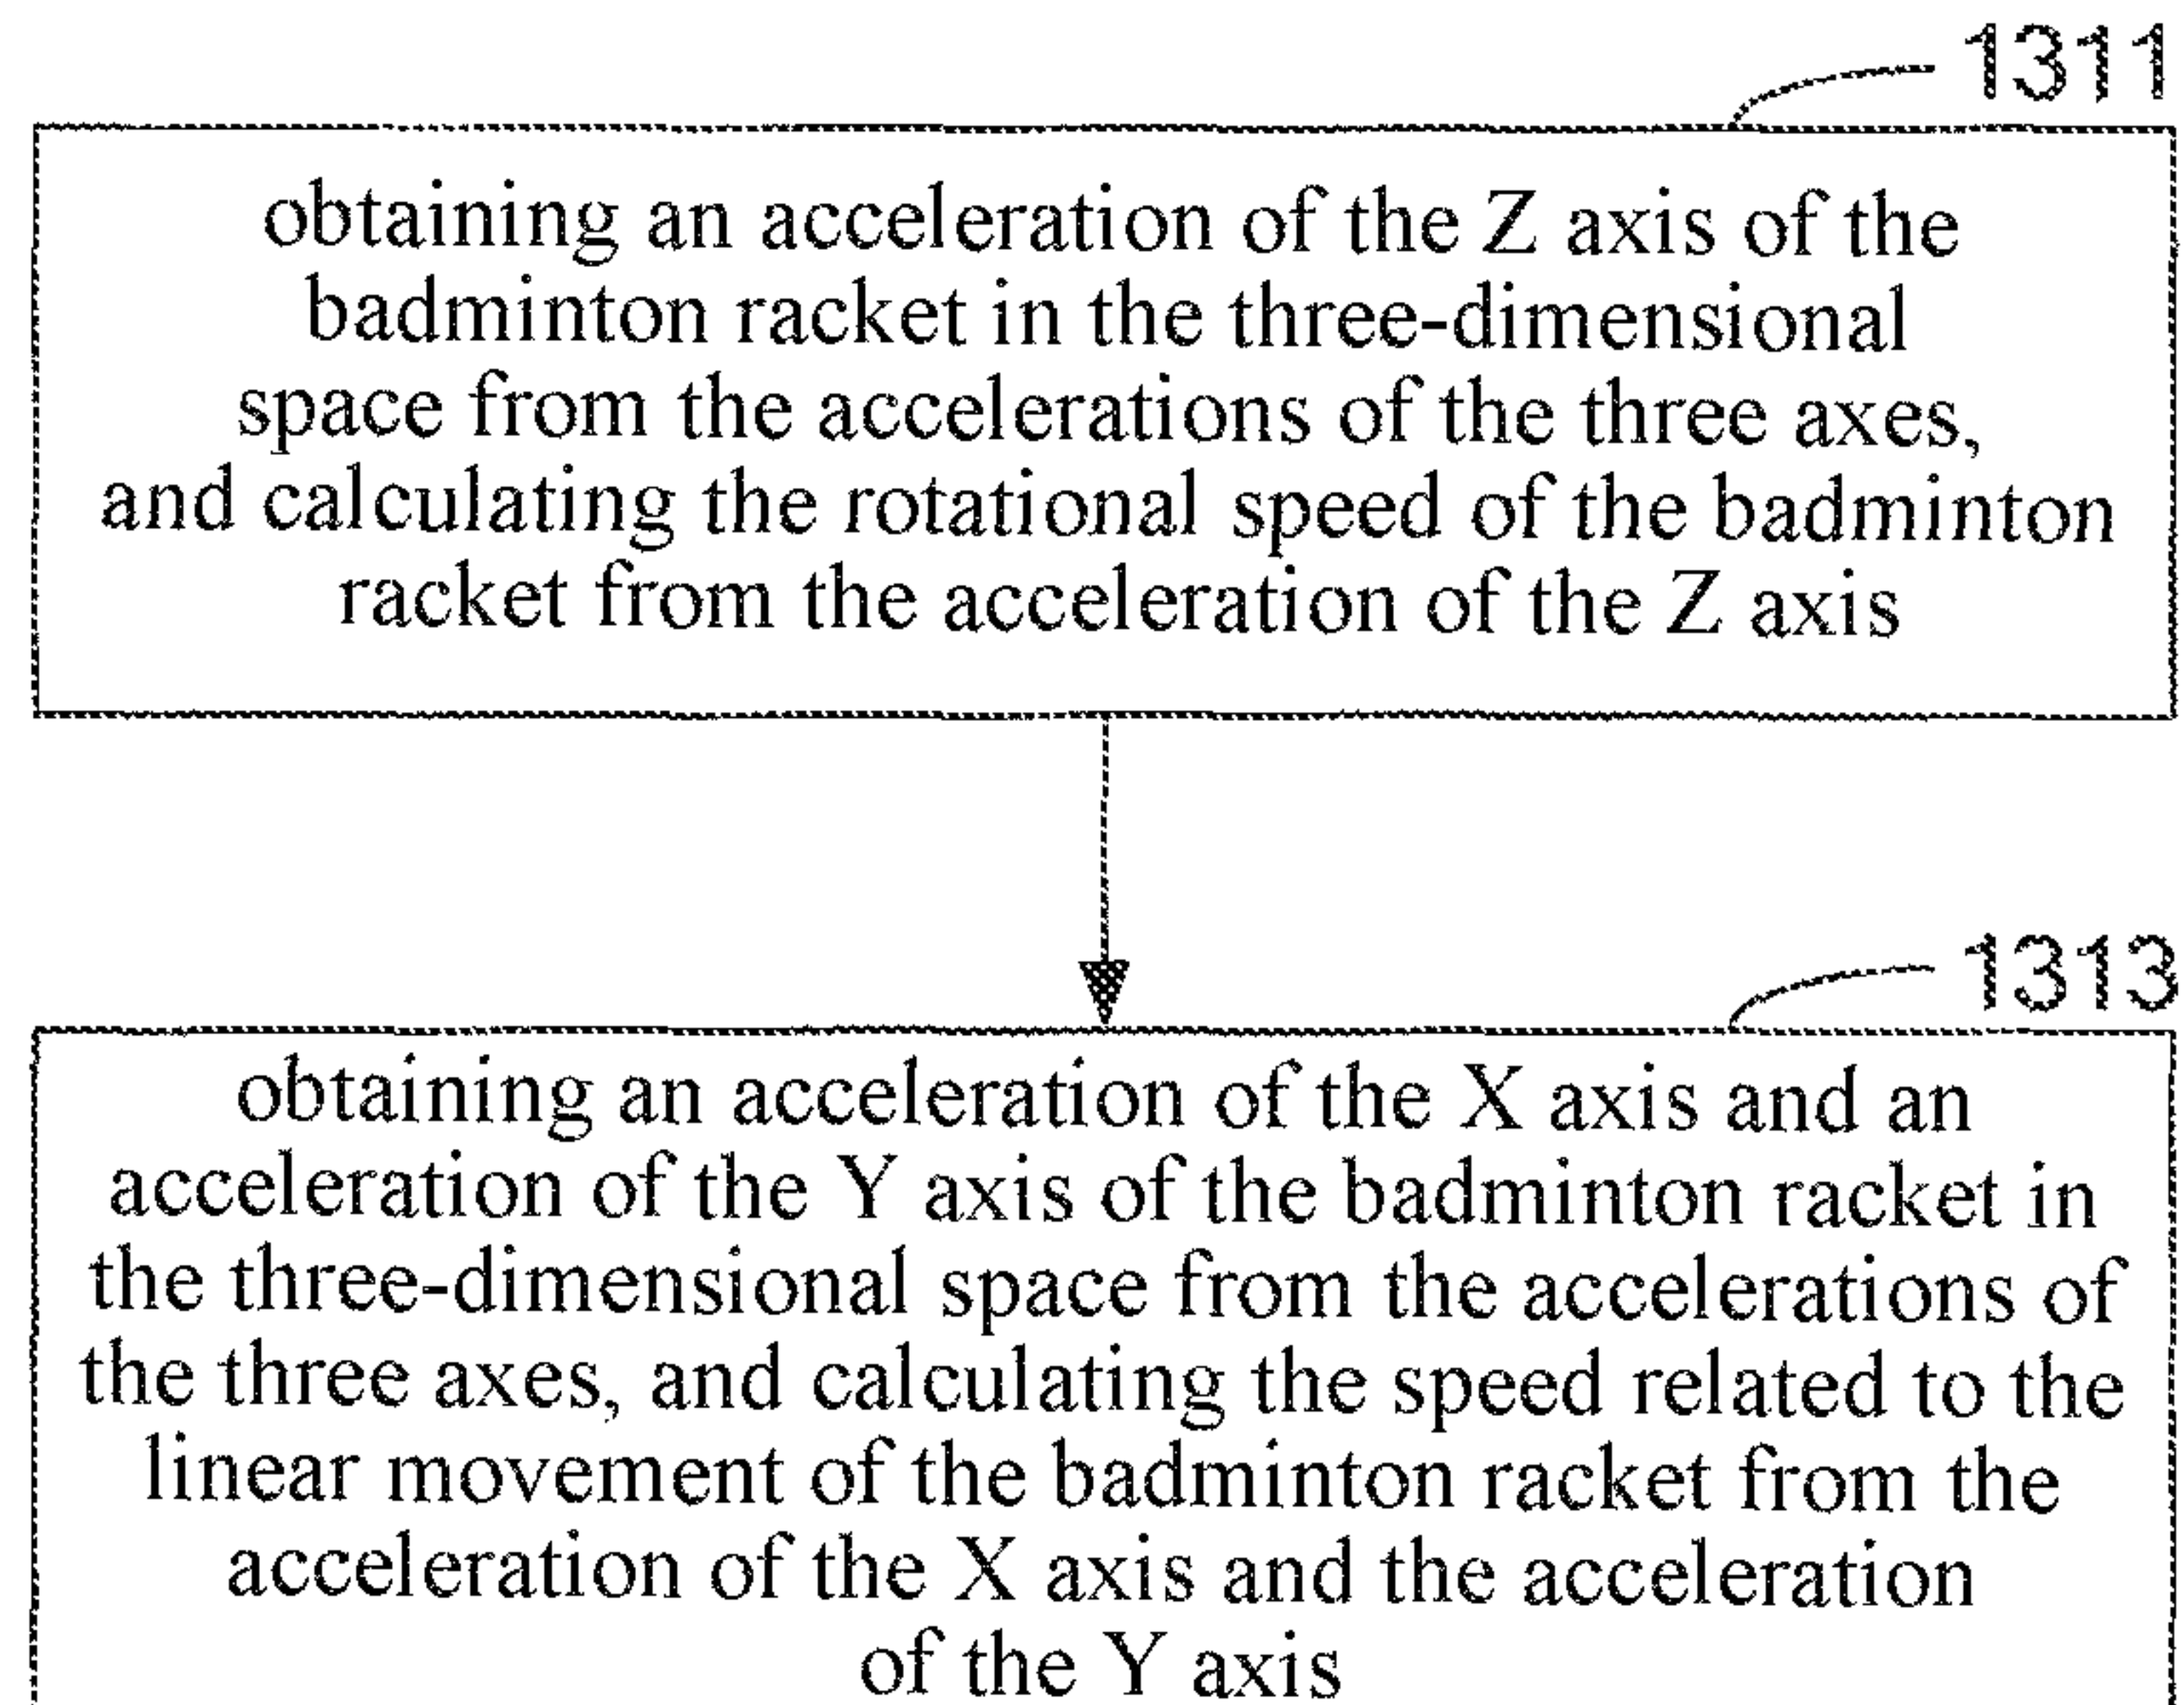 1311
obtaining an acceleration of the Z axis of the
badminton racket in the three-dimensional
space from the accelerations of the three axes,
and calculating the rotational speed of the badminton
racket from the acceleration of the Z axis
1313
obtaining an acceleration of the X axis and an
acceleration of the Y axis of the badminton racket in
the three-dimensional space from the accelerations of
the three axes, and calculating the speed related to the
linear movement of the badminton racket from the
acceleration of the X axis and the acceleration
of the Y axis